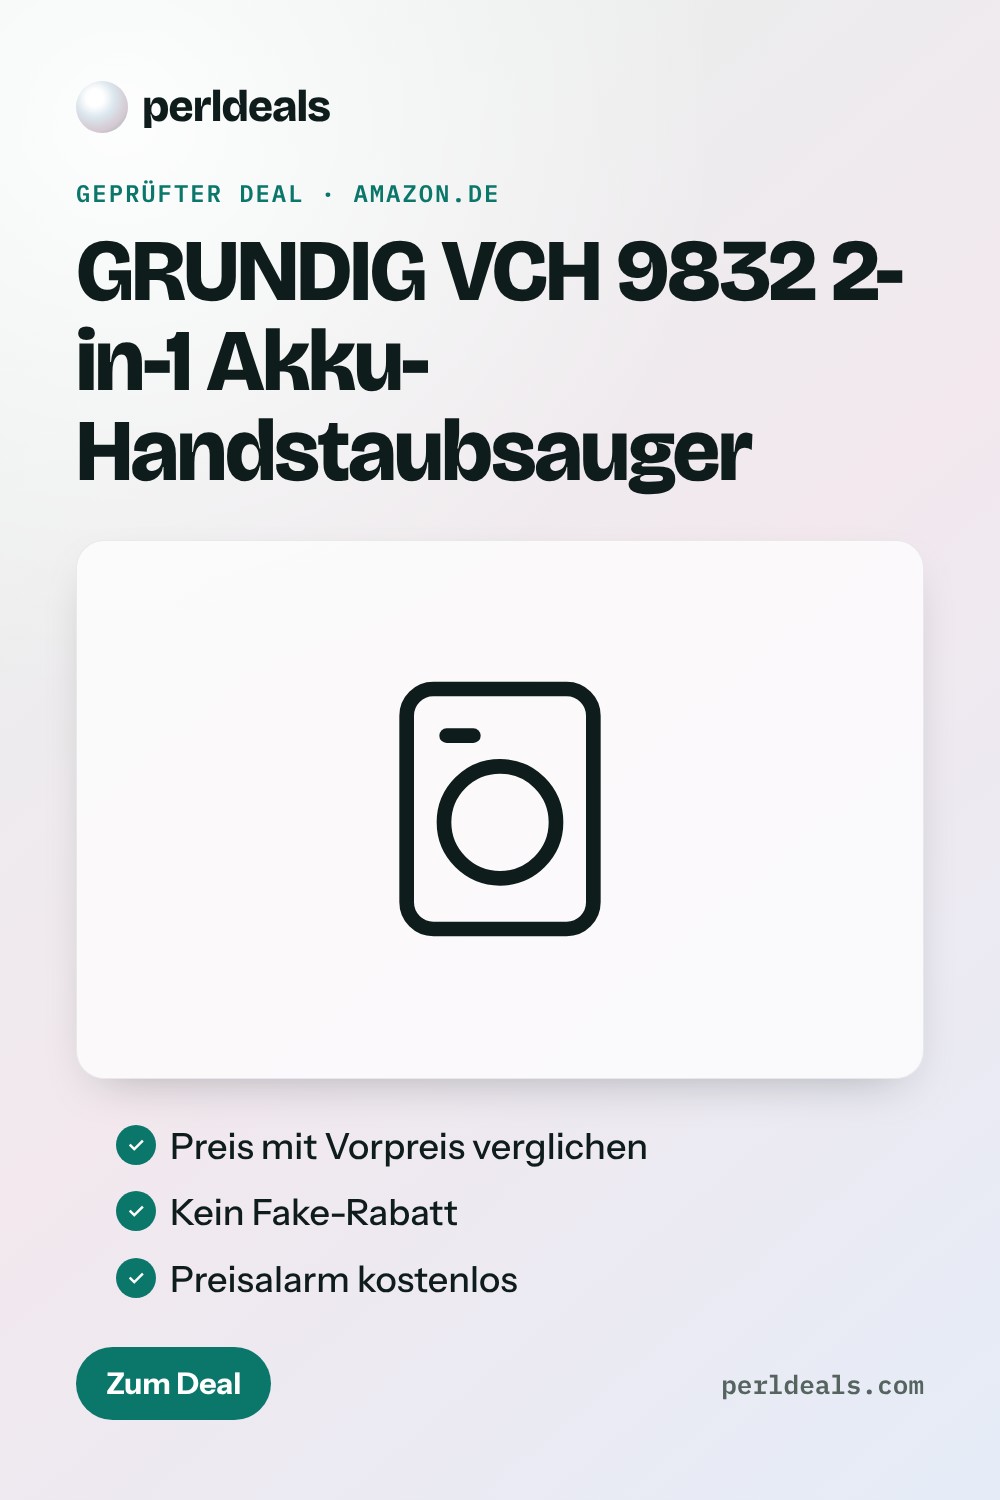 perldeals
GEPRÜFTER DEAL · AMAZON.DE
GRUNDIG VCH 9832 2-
in-1 Akku-
Handstaubsauger
Preis mit Vorpreis verglichen
Kein Fake-Rabatt
Preisalarm kostenlos
Zum Deal
perldeals.com